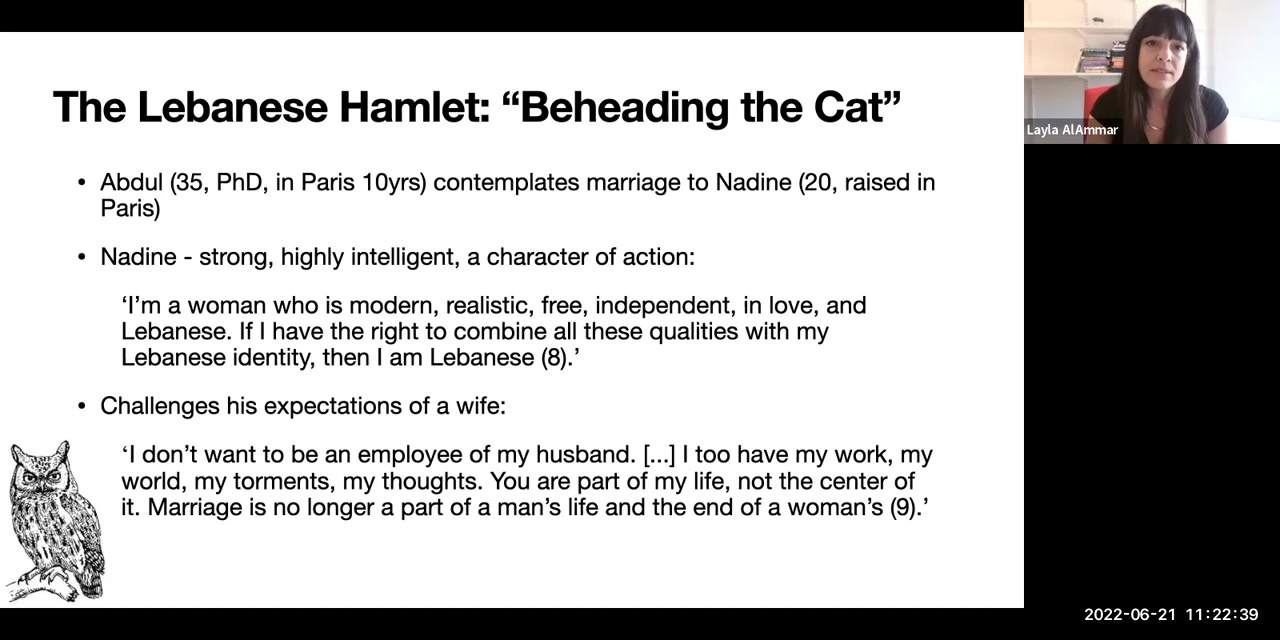 The Lebanese Hamlet: “Beheading the Cat”
• Abdul (35, PhD, in Paris 10yrs) contemplates marriage to Nadine (20, raised in
Paris)
• Nadine - strong, highly intelligent, a character of action:
‘I’m a woman who is modern, realistic, free, independent, in love, and
Lebanese. If I have the right to combine all these qualities with my
Lebanese identity, then I am Lebanese (8).’
• Challenges his expectations of a wife:
‘I don’t want to be an employee of my husband. [...] I too have my work, my
world, my torments, my thoughts. You are part of my life, not the center of
it. Marriage is no longer a part of a man’s life and the end of a woman’s (9).’
Layla AlAmmar
2022-06-21 11:22:39